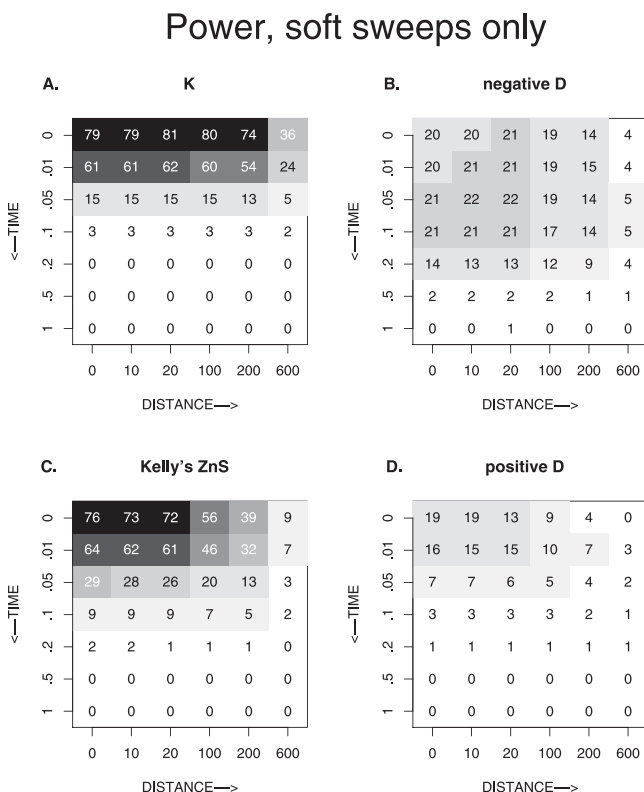 Power, soft sweeps only
A. K
0 79 79 81 80 74 36
.01 61 61 62 60 54 24
.05 15 15 15 15 13 5
.1 3 3 3 3 3 2
.2 0 0 0 0 0 0
.5 0 0 0 0 0 0
1 0 0 0 0 0 0
0 10 20 100 200 600
<—TIME
DISTANCE—>
B. negative D
0 20 20 21 19 14 4
.01 20 21 21 19 15 4
.05 21 22 22 19 14 5
.1 21 21 21 17 14 5
.2 14 13 13 12 9 4
.5 2 2 2 2 1 1
1 0 0 1 0 0 0
0 10 20 100 200 600
<—TIME
DISTANCE—>
C. Kelly's ZnS
0 76 73 72 56 39 9
.01 64 62 61 46 32 7
.05 29 28 26 20 13 3
.1 9 9 9 7 5 2
.2 2 2 1 1 1 0
.5 0 0 0 0 0 0
1 0 0 0 0 0 0
0 10 20 100 200 600
<—TIME
DISTANCE—>
D. positive D
0 19 19 13 9 4 0
.01 16 15 15 10 7 3
.05 7 7 6 5 4 2
.1 3 3 3 3 2 1
.2 1 1 1 1 1 1
.5 0 0 0 0 0 0
1 0 0 0 0 0 0
0 10 20 100 200 600
<—TIME
DISTANCE—>